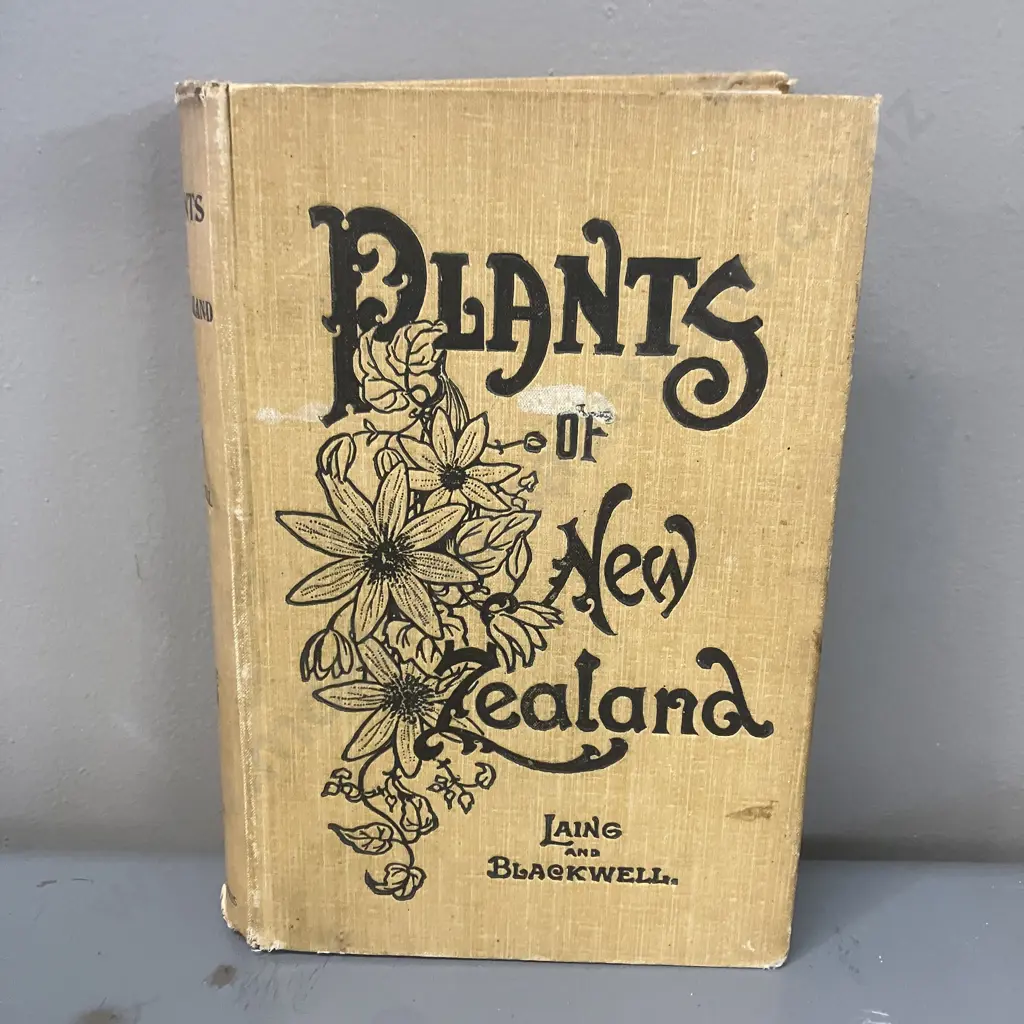 PLANTS
OF
New
Zealand
LAING
AND
BLACKWELL.